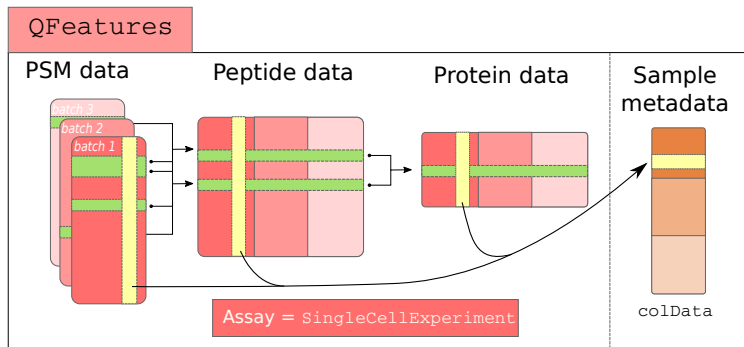 QFeatures
PSM data
Peptide data
Protein data
Sample
metadata
batch 3
batch 2
batch 1
Assay = SingleCellExperiment
colData